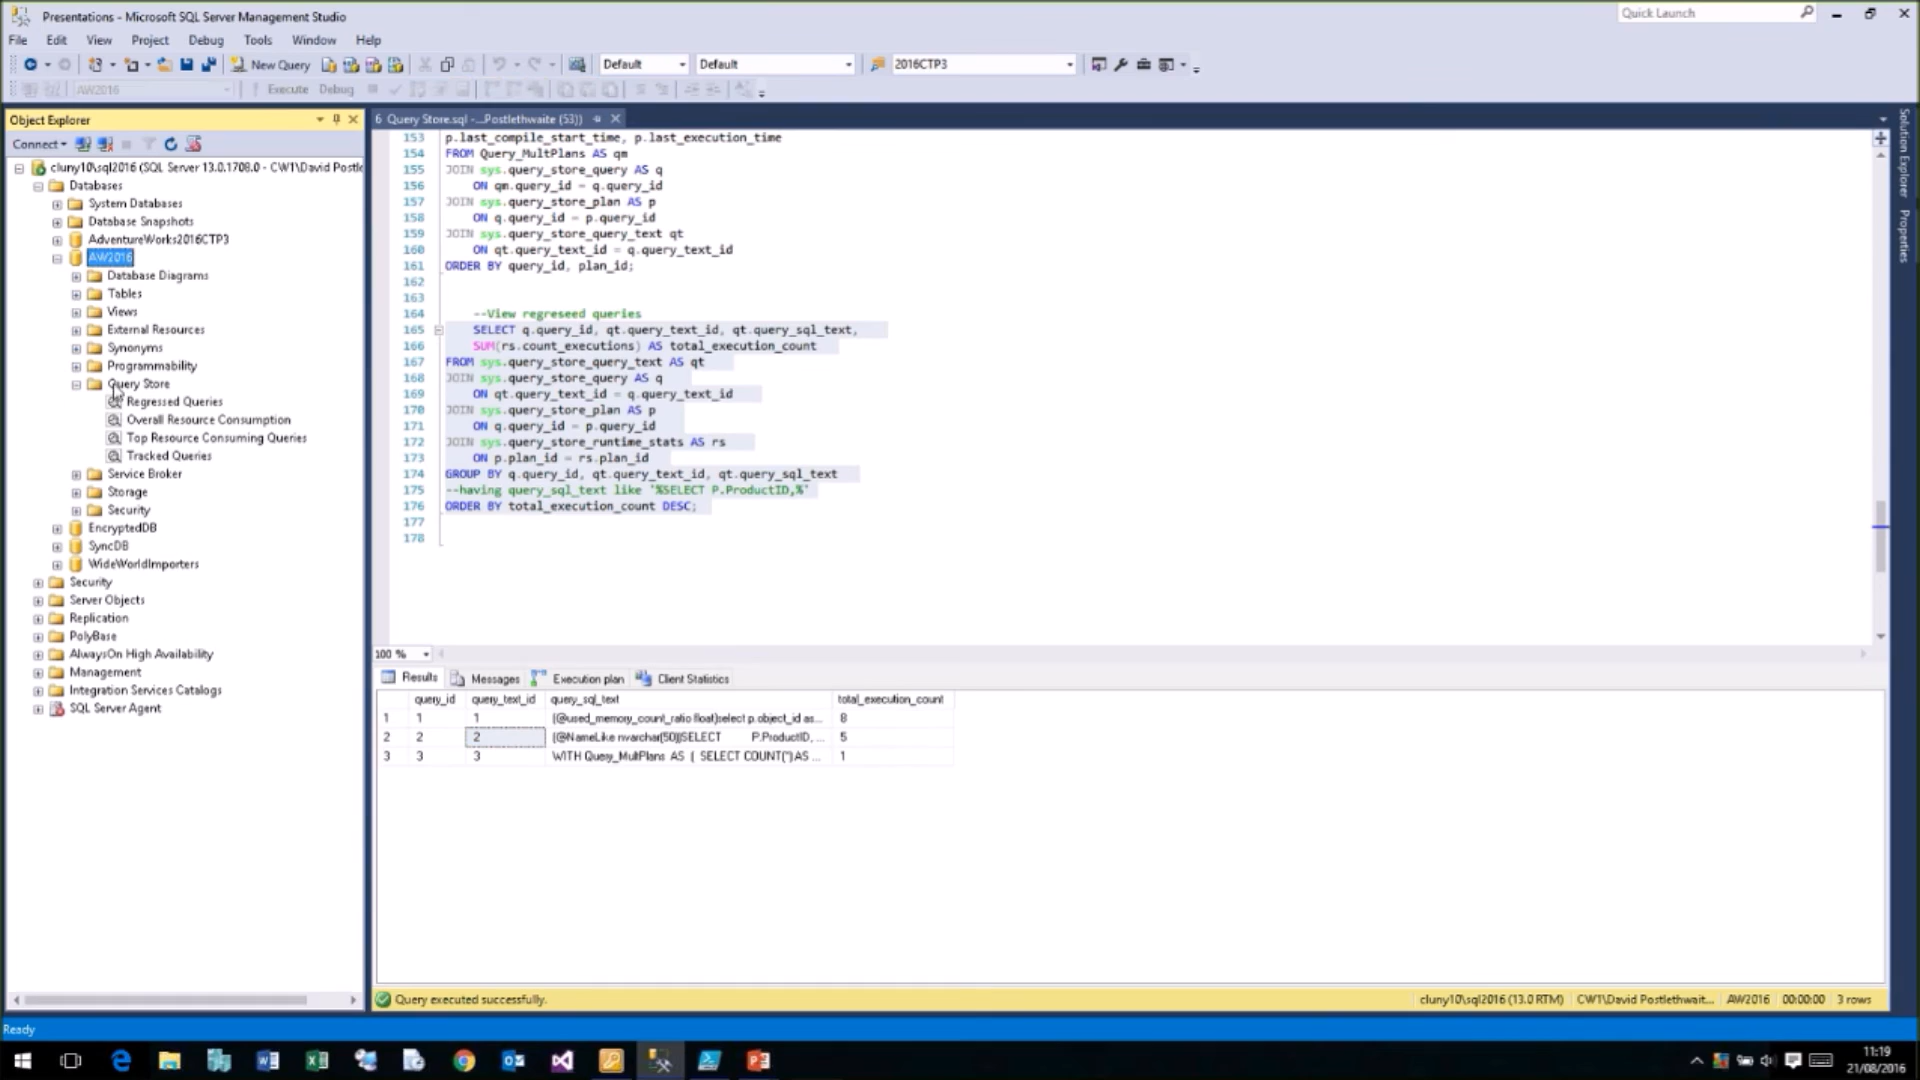 Presentations - Microsoft SQL Server Management Studio
Quick Launch
File Edit View Project Debug Tools Window Help
New Query Default Default 2016CTP3
AW2016 Execute Debug
Object Explorer
Connect
cluny10\sql2016 (SQL Server 13.0.1708.0 - CW1\David Postle
Databases
System Databases
Database Snapshots
AdventureWorks2016CTP3
AW2016
Database Diagrams
Tables
Views
External Resources
Synonyms
Programmability
Query Store
Regressed Queries
Overall Resource Consumption
Top Resource Consuming Queries
Tracked Queries
Service Broker
Storage
Security
EncryptedDB
SyncDB
WideWorldImporters
Security
Server Objects
Replication
PolyBase
AlwaysOn High Availability
Management
Integration Services Catalogs
SQL Server Agent
6 Query Store.sql -...Postlethwaite (53))
153 p.last_compile_start_time, p.last_execution_time
154 FROM Query_MultPlans AS qm
155 JOIN sys.query_store_query AS q
156 ON qm.query_id = q.query_id
157 JOIN sys.query_store_plan AS p
158 ON q.query_id = p.query_id
159 JOIN sys.query_store_query_text qt
160 ON qt.query_text_id = q.query_text_id
161 ORDER BY query_id, plan_id;
162
163
164 --View regreseed queries
165 SELECT q.query_id, qt.query_text_id, qt.query_sql_text,
166 SUM(rs.count_executions) AS total_execution_count
167 FROM sys.query_store_query_text AS qt
168 JOIN sys.query_store_query AS q
169 ON qt.query_text_id = q.query_text_id
170 JOIN sys.query_store_plan AS p
171 ON q.query_id = p.query_id
172 JOIN sys.query_store_runtime_stats AS rs
173 ON p.plan_id = rs.plan_id
174 GROUP BY q.query_id, qt.query_text_id, qt.query_sql_text
175 --having query_sql_text like '%SELECT P.ProductID,%'
176 ORDER BY total_execution_count DESC;
177
178
Solution Explorer
Properties
100 %
Results Messages Execution plan Client Statistics
query_id query_text_id query_sql_text total_execution_count
1 1 1 (@used_memory_count_ratio float)select p.object_id as... 8
2 2 2 (@NameLike nvarchar(50))SELECT P.ProductID, ... 5
3 3 3 WITH Query_MultPlans AS ( SELECT COUNT(*) AS ... 1
Query executed successfully.
cluny10\sql2016 (13.0 RTM) CW1\David Postlethwait... AW2016 00:00:00 3 rows
Ready
11:19
21/08/2016